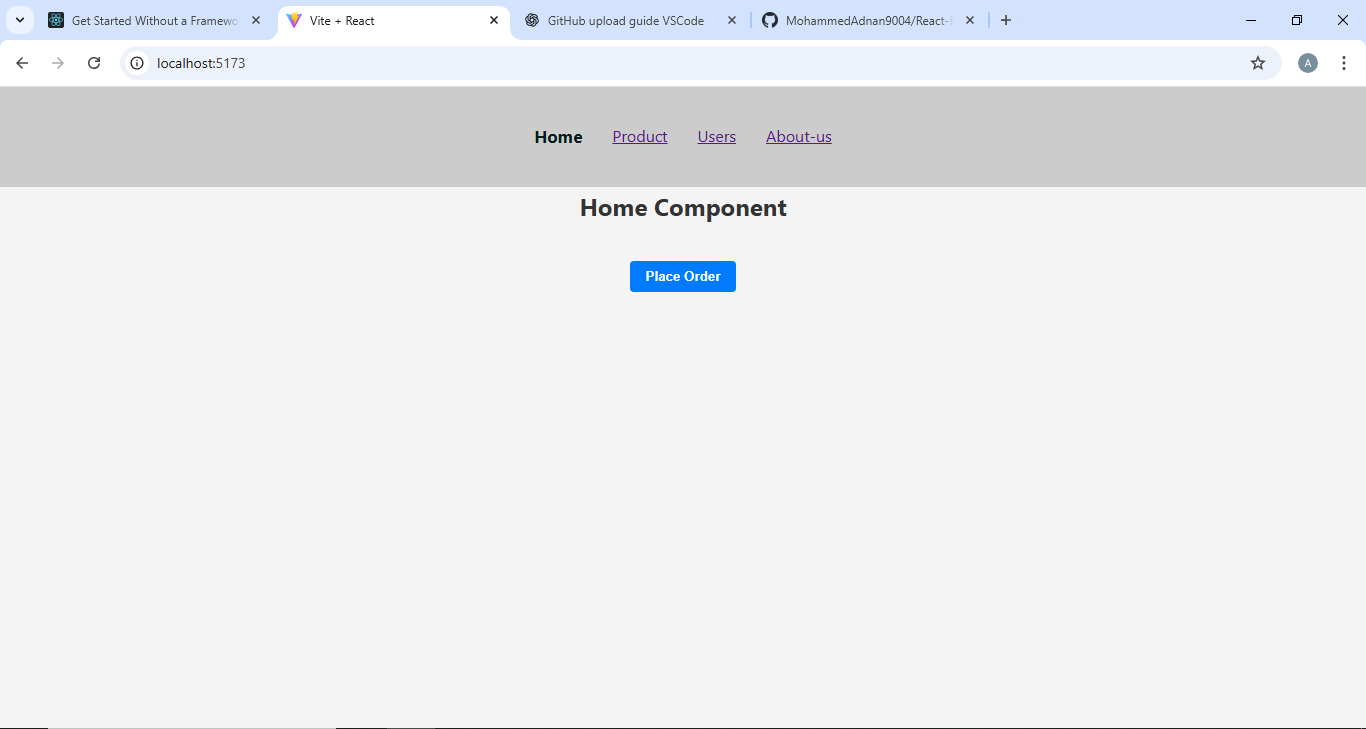 Get Started Without a Framewo
Vite + React
GitHub upload guide VSCode
MohammedAdnan9004/React-
localhost:5173
A
Home Product Users About-us
Home Component
Place Order